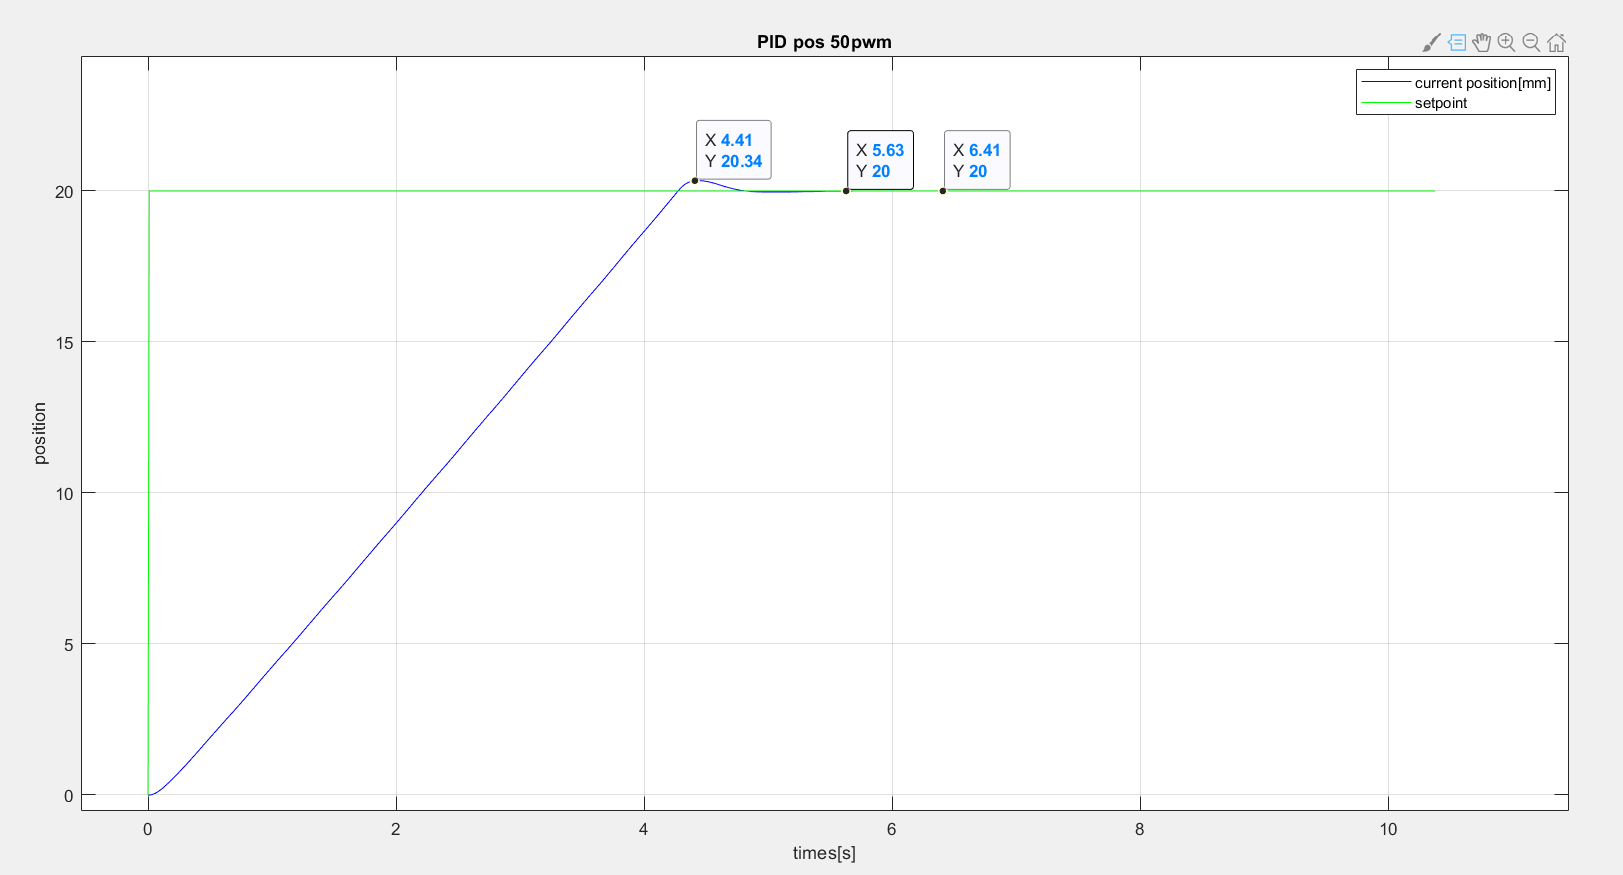 PID pos 50pwm
current position[mm]
setpoint
X 4.41
Y 20.34
X 5.63
Y 20
X 6.41
Y 20
20
15
10
5
0
position
0 2 4 6 8 10
times[s]